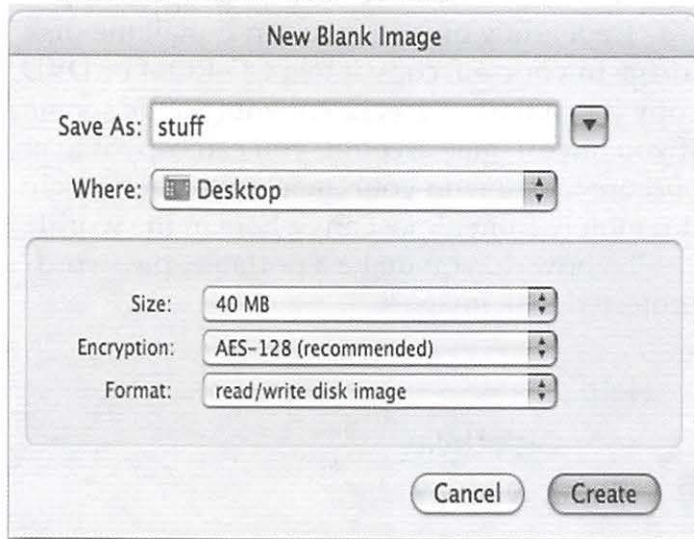 New Blank Image
Save As: stuff
Where: Desktop
Size: 40 MB
Encryption: AES-128 (recommended)
Format: read/write disk image
Cancel Create